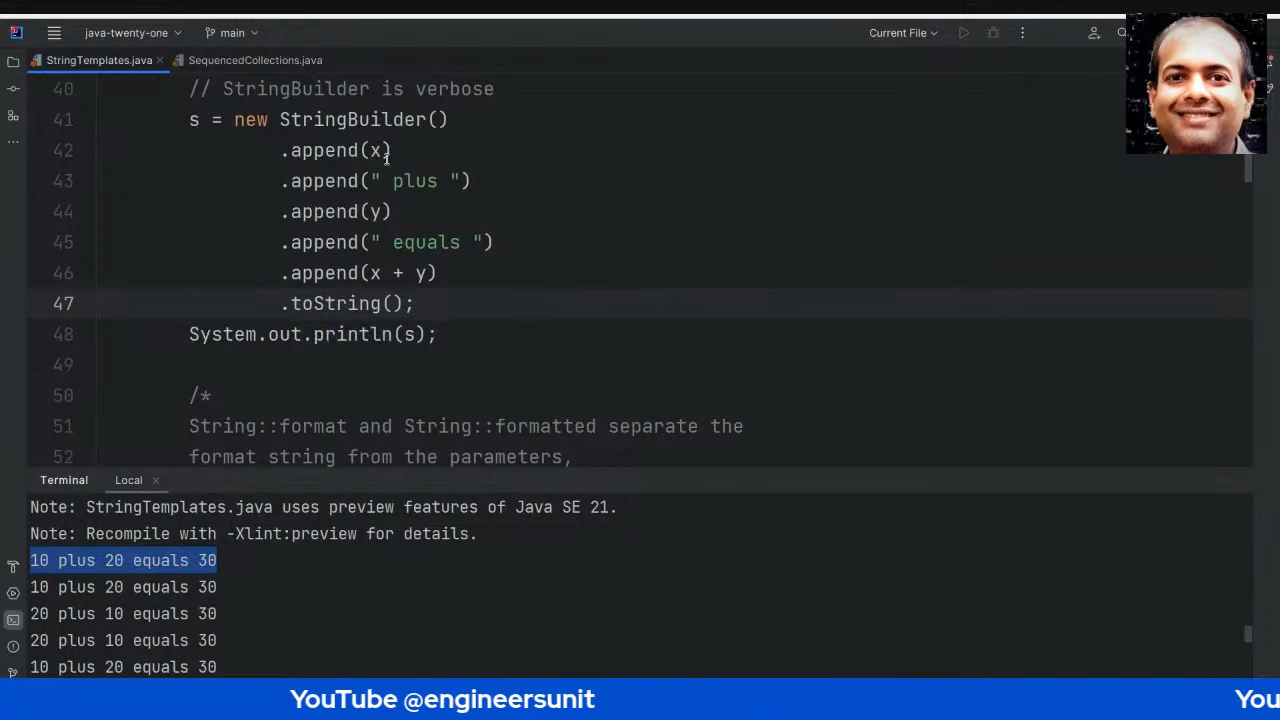 java-twenty-one
main
Current File
StringTemplates.java
SequencedCollections.java
40 // StringBuilder is verbose
41 s = new StringBuilder()
42 .append(x)
43 .append(" plus ")
44 .append(y)
45 .append(" equals ")
46 .append(x + y)
47 .toString();
48 System.out.println(s);
49
50 /*
51 String::format and String::formatted separate the
52 format string from the parameters,
Terminal Local
Note: StringTemplates.java uses preview features of Java SE 21.
Note: Recompile with -Xlint:preview for details.
10 plus 20 equals 30
10 plus 20 equals 30
20 plus 10 equals 30
20 plus 10 equals 30
10 plus 20 equals 30
YouTube @engineersunit
You